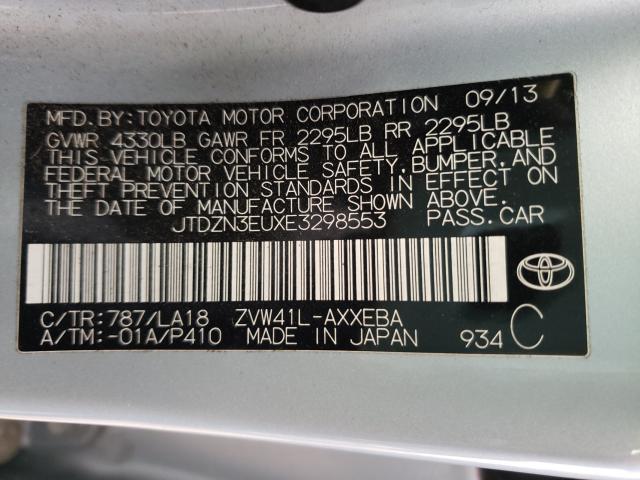 MFD.BY:TOYOTA MOTOR CORPORATION 09/13
GVWR 4330LB GAWR FR 2295LB RR 2295LB
THIS VEHICLE CONFORMS TO ALL APPLICABLE
FEDERAL MOTOR VEHICLE SAFETY,BUMPER,AND
THEFT PREVENTION STANDARDS IN EFFECT ON
THE DATE OF MANUFACTURE SHOWN ABOVE.
JTDZN3EUXE3298553 PASS.CAR
C/TR:787/LA18 ZVW41L-AXXEBA
A/TM:-01A/P410 MADE IN JAPAN 934 C